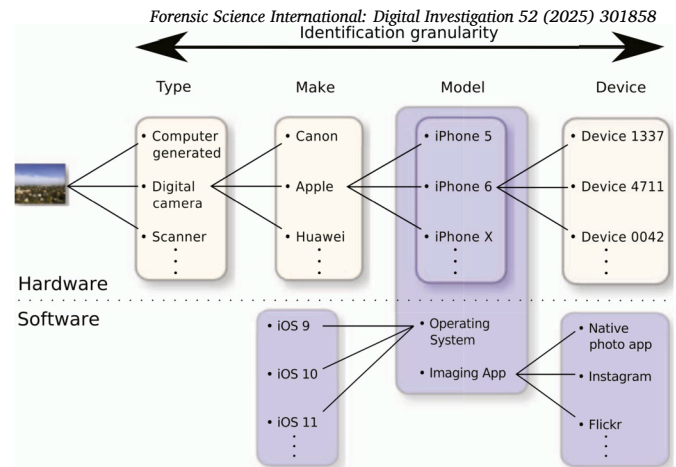 Forensic Science International: Digital Investigation 52 (2025) 301858
Identification granularity
Type
Make
Model
Device
• Computer
generated
• Digital
camera
• Scanner
• Canon
• Apple
• Huawei
• iPhone 5
• iPhone 6
• iPhone X
• Device 1337
• Device 4711
• Device 0042
Hardware
Software
• iOS 9
• iOS 10
• iOS 11
• Operating
System
• Imaging App
• Native
photo app
• Instagram
• Flickr